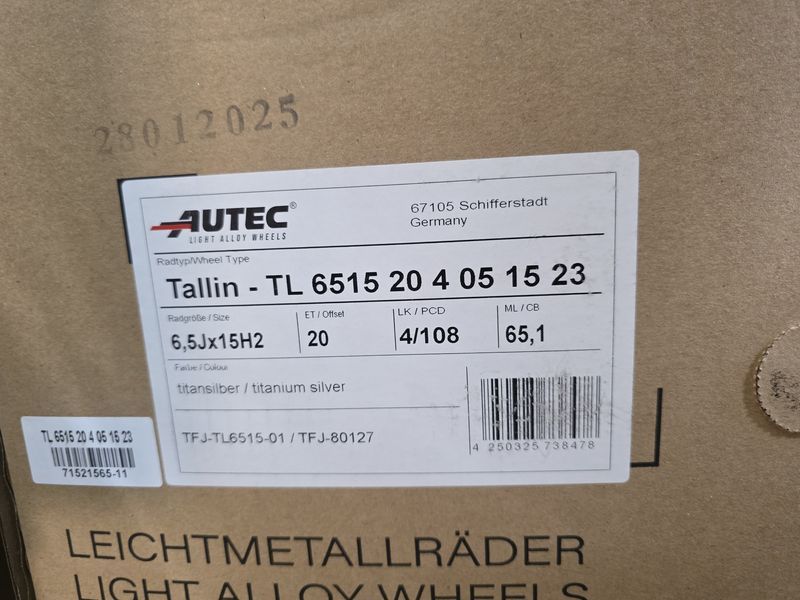 28012025
AUTEC®
LIGHT ALLOY WHEELS
67105 Schifferstadt
Germany
Radtyp/Wheel Type
Tallin - TL 6515 20 4 05 15 23
Radgröße / Size
6,5Jx15H2
ET / Offset
20
LK / PCD
4/108
ML / CB
65,1
Farbe / Colour
titansilber / titanium silver
TFJ-TL6515-01 / TFJ-80127
4 250325 738478
TL 6515 20 4 05 15 23
71521565-11
LEICHTMETALLRÄDER
LIGHT ALLOY WHEELS